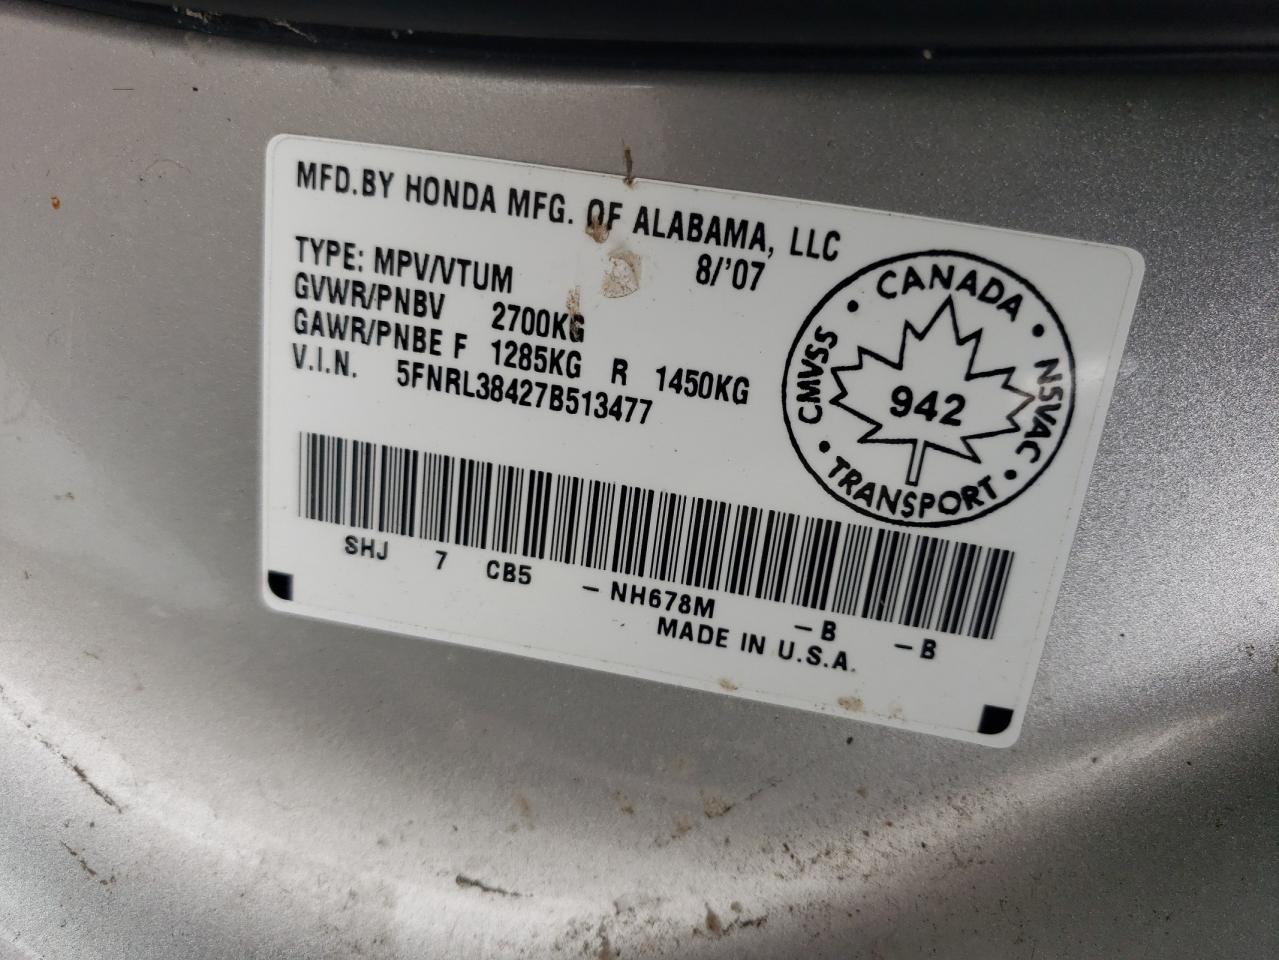 MFD.BY HONDA MFG. OF ALABAMA, LLC
TYPE: MPV/VTUM 8/'07
GVWR/PNBV 2700KG
GAWR/PNBE F 1285KG R 1450KG
V.I.N. 5FNRL38427B513477
CANADA
CMVSS
942
NSVAC
TRANSPORT
SHJ 7 CB5 -NH678M -B -B
MADE IN U.S.A.